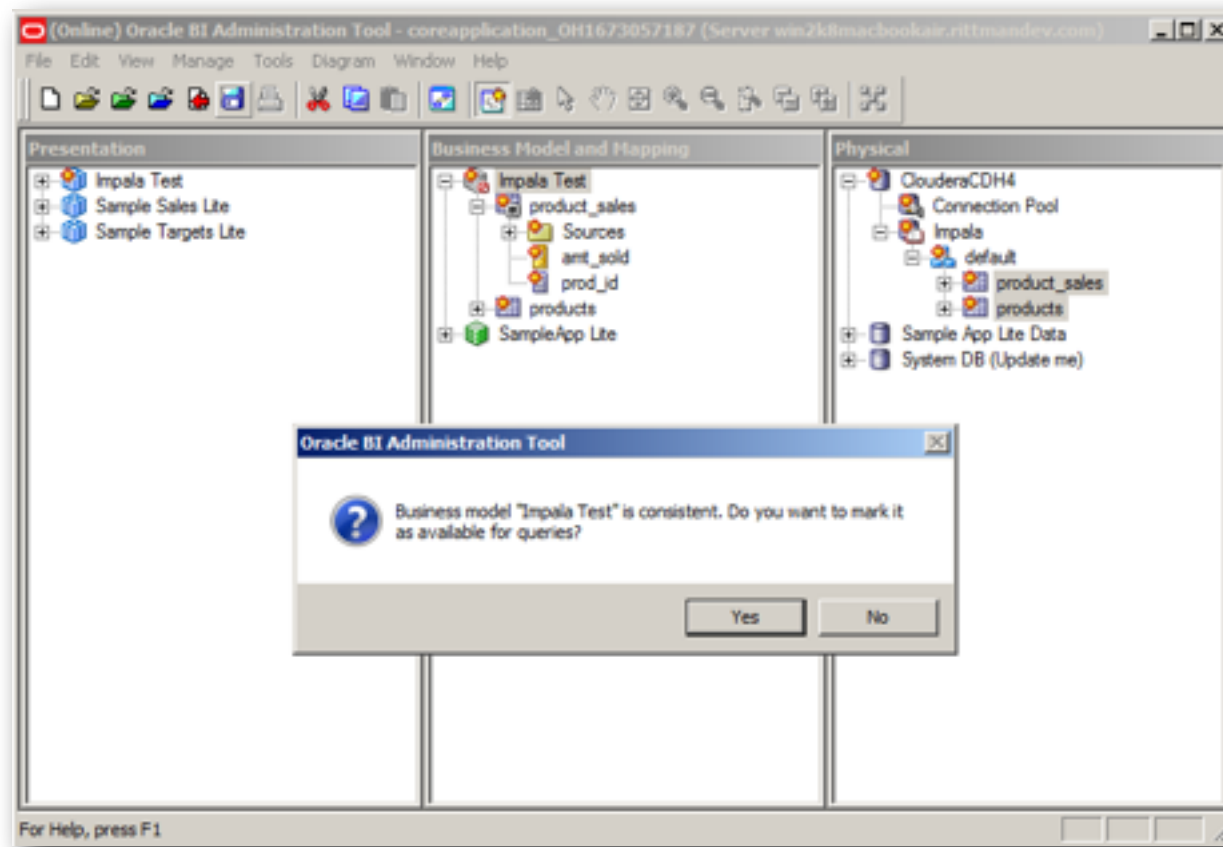 (Online) Oracle BI Administration Tool - coreapplication_OH1673057187 (Server win2k8macbookair.rittmandev.com)
File Edit View Manage Tools Diagram Window Help
Presentation
Impala Test
Sample Sales Lite
Sample Targets Lite
Business Model and Mapping
Impala Test
product_sales
Sources
amt_sold
prod_id
products
SampleApp Lite
Physical
ClouderaCDH4
Connection Pool
Impala
default
product_sales
products
Sample App Lite Data
System DB (Update me)
Oracle BI Administration Tool
Business model "Impala Test" is consistent. Do you want to mark it
as available for queries?
Yes No
For Help, press F1